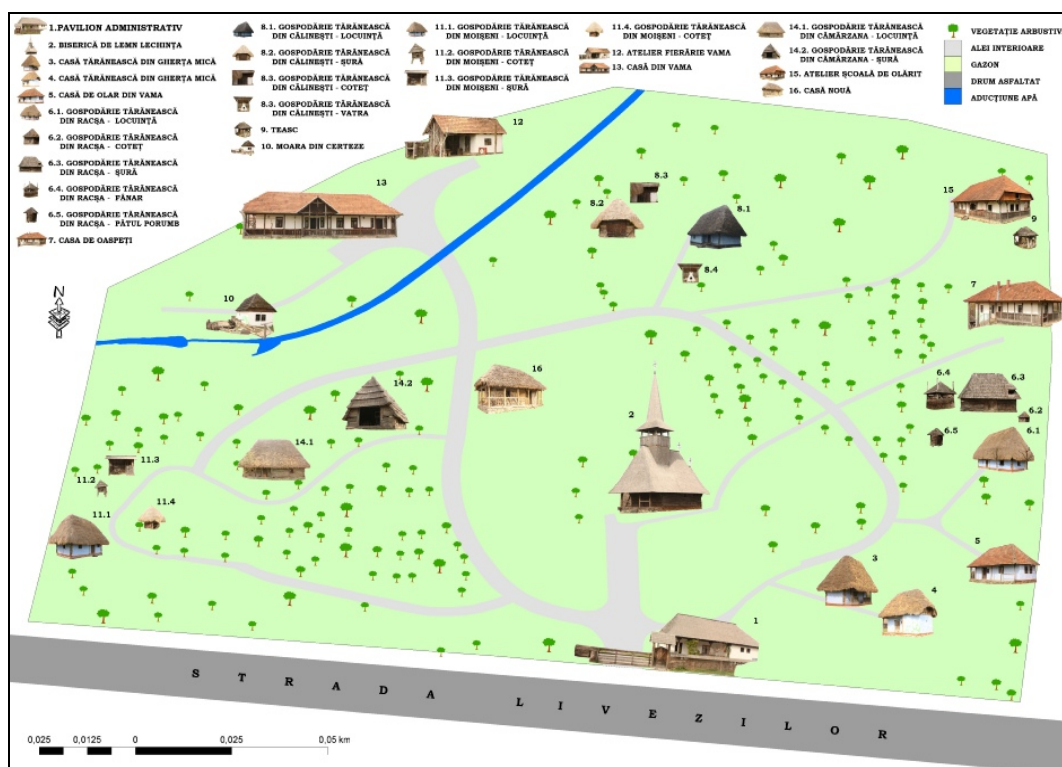 1.PAVILION ADMINISTRATIV
2. BISERICĂ DE LEMN LECHINȚA
3. CASĂ ȚĂRĂNEASCĂ DIN GHERȚA MICĂ
4. CASĂ ȚĂRĂNEASCĂ DIN GHERȚA MICĂ
5. CASA DE OLAR DIN VAMA
6.1. GOSPODĂRIE ȚĂRĂNEASCĂ
DIN RACȘA - LOCUINȚĂ
6.2. GOSPODĂRIE ȚĂRĂNEASCĂ
DIN RACȘA - COTEȚ
6.3. GOSPODĂRIE ȚĂRĂNEASCĂ
DIN RACȘA - ȘURĂ
6.4. GOSPODĂRIE ȚĂRĂNEASCĂ
DIN RACȘA - FÂNAR
6.5. GOSPODĂRIE ȚĂRĂNEASCĂ
DIN RACȘA - PĂTUL PORUMB
7. CASA DE OASPEȚI
8.1. GOSPODĂRIE ȚĂRĂNEASCĂ
DIN CĂLINEȘTI - LOCUINȚĂ
8.2. GOSPODĂRIE ȚĂRĂNEASCĂ
DIN CĂLINEȘTI - ȘURĂ
8.3. GOSPODĂRIE ȚĂRĂNEASCĂ
DIN CĂLINEȘTI - COTEȚ
8.3. GOSPODĂRIE ȚĂRĂNEASCĂ
DIN CĂLINEȘTI - VATRA
9. TEASC
10. MOARA DIN CERTEZE
11.1. GOSPODĂRIE ȚĂRĂNEASCĂ
DIN MOIȘENI - LOCUINȚĂ
11.2. GOSPODĂRIE ȚĂRĂNEASCĂ
DIN MOIȘENI - COTEȚ
11.3. GOSPODĂRIE ȚĂRĂNEASCĂ
DIN MOIȘENI - ȘURĂ
11.4. GOSPODĂRIE ȚĂRĂNEASCĂ
DIN MOIȘENI - COTEȚ
12. ATELIER FIERĂRIE VAMA
13. CASĂ DIN VAMA
14.1. GOSPODĂRIE ȚĂRĂNEASCĂ
DIN CĂMÂRZANA - LOCUINȚĂ
14.2. GOSPODĂRIE ȚĂRĂNEASCĂ
DIN CĂMÂRZANA - ȘURĂ
15. ATELIER ȘCOALĂ DE OLĂRIT
16. CASĂ NOUĂ
VEGETAȚIE ARBUSTIV
ALEI INTERIOARE
GAZON
DRUM ASFALTAT
ADUCȚIUNE APĂ
12
13
8.3
8.2
8.1
15
9
8.4
7
N
10
16
14.2
2
6.4
6.3
6.2
6.1
6.5
14.1
11.3
11.2
11.4
11.1
3
5
4
1
STRADA LIVEZILOR
0,025 0,0125 0 0,025 0,05 km